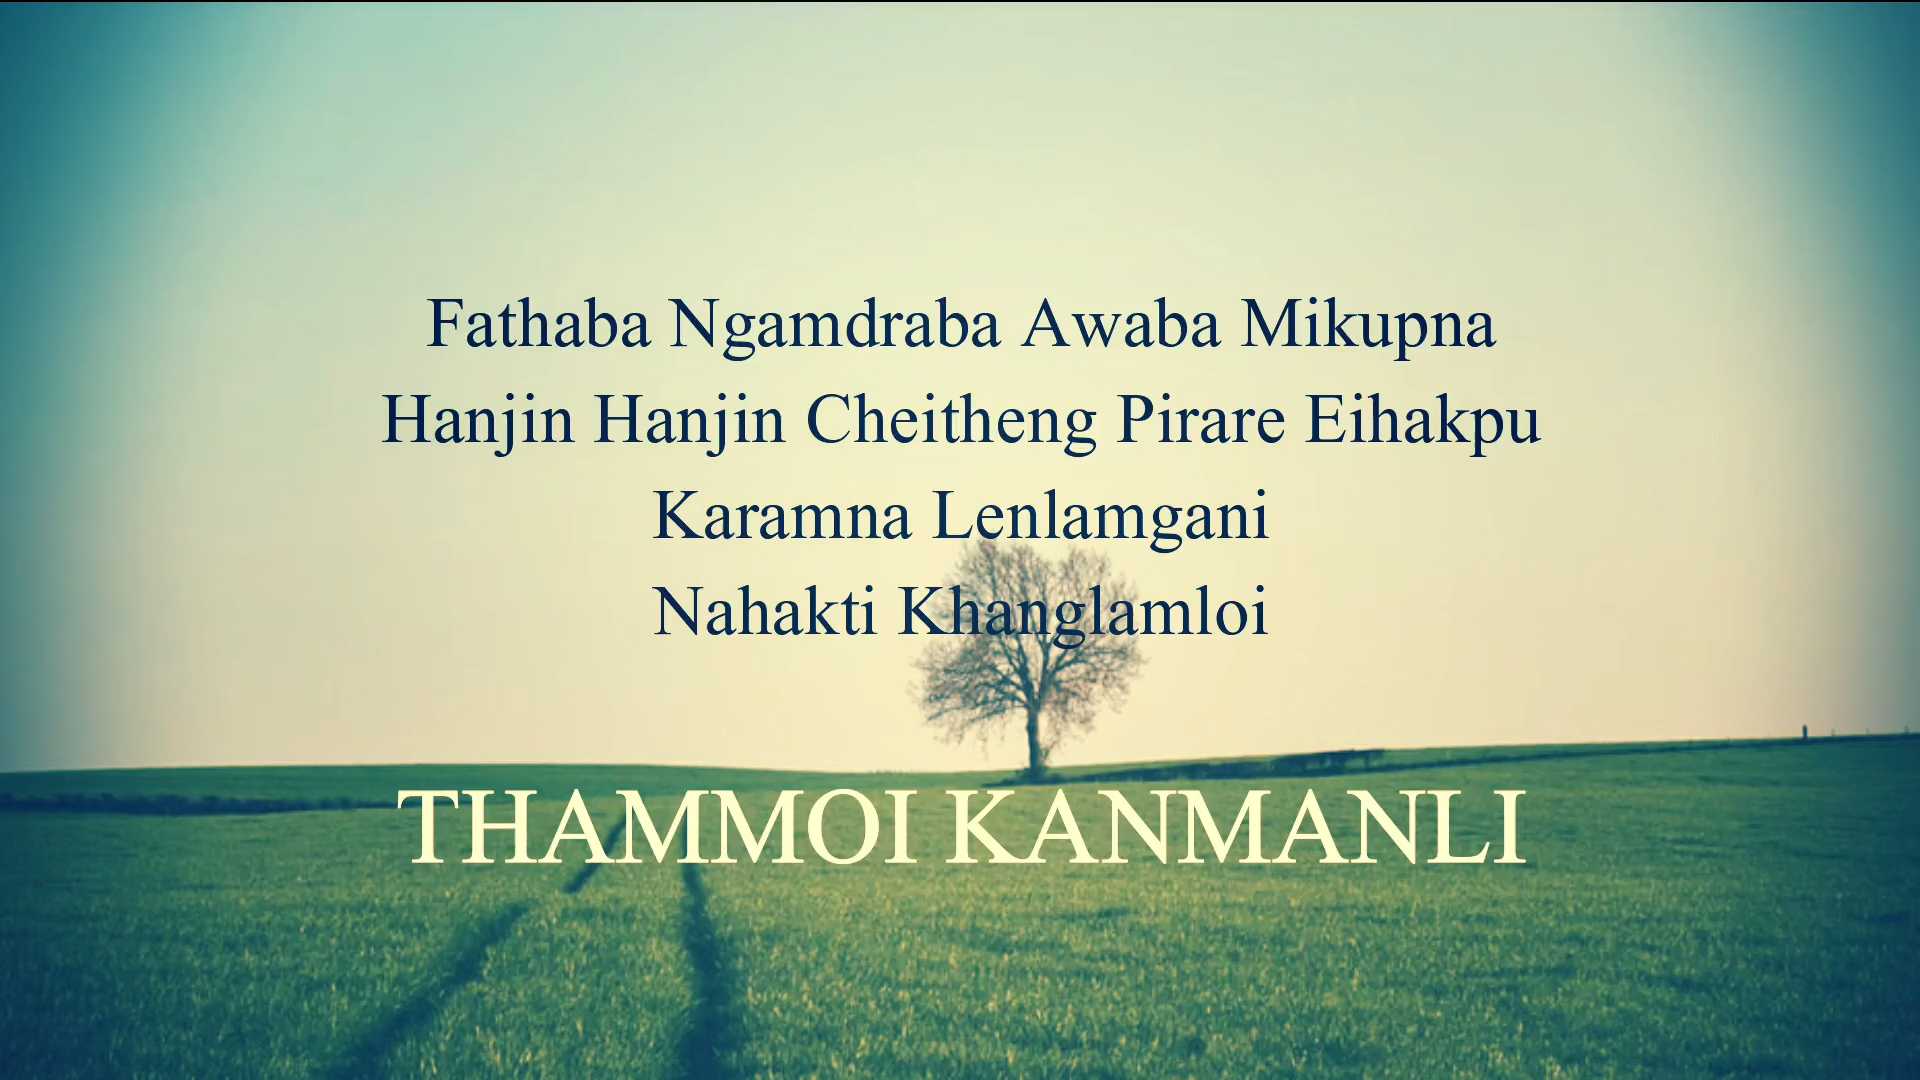 Fathaba Ngamdraba Awaba Mikupna
Hanjin Hanjin Cheitheng Pirare Eihakpu
Karamna Lenlamgani
Nahakti Khanglamloi
THAMMOI KANMANLI